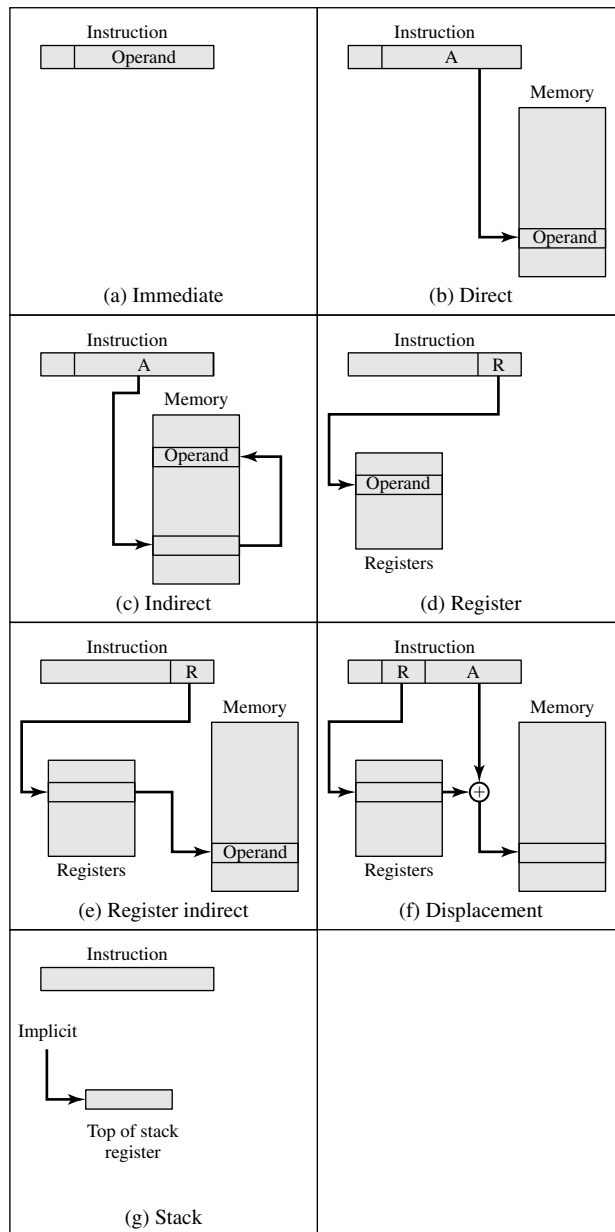 Instruction
Operand
(a) Immediate
Instruction
A
Memory
Operand
(b) Direct
Instruction
A
Memory
Operand
(c) Indirect
Instruction
R
Operand
Registers
(d) Register
Instruction
R
Memory
Registers
Operand
(e) Register indirect
Instruction
R A
Memory
+
Registers
(f) Displacement
Instruction
Implicit
Top of stack
register
(g) Stack